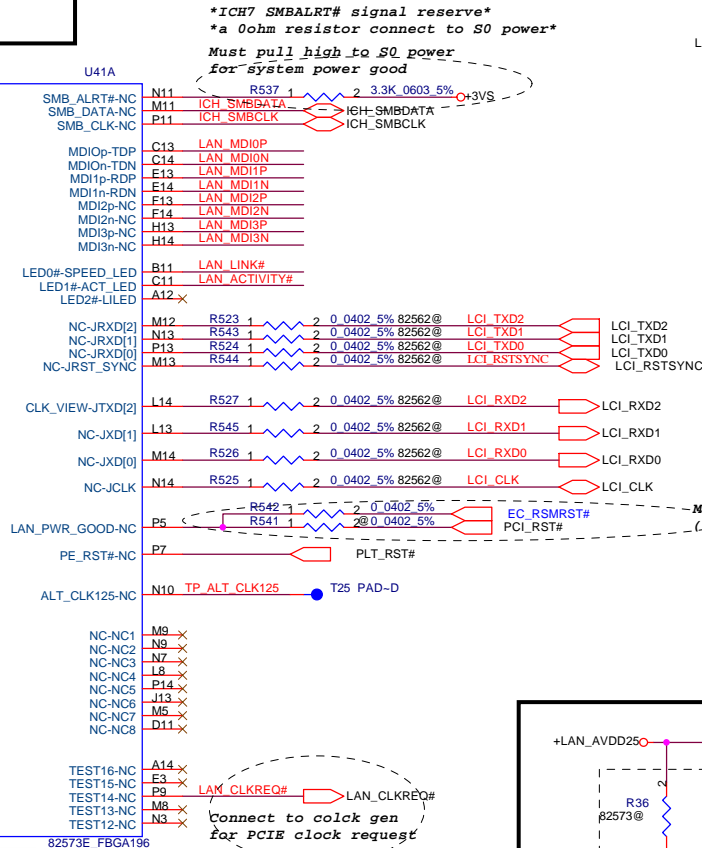 *ICH7 SMBALRT# signal reserve*
*a 0ohm resistor connect to S0 power*
Must pull high to S0 power
for system power good
L
U41A
SMB_ALRT#-NC N11 R537 1 2 3.3K_0603_5% +3VS
SMB_DATA-NC M11 ICH_SMBDATA ICH_SMBDATA
SMB_CLK-NC P11 ICH_SMBCLK ICH_SMBCLK
MDIOp-TDP C13 LAN_MDI0P
MDIOn-TDN C14 LAN_MDI0N
MDI1p-RDP E13 LAN_MDI1P
MDI1n-RDN E14 LAN_MDI1N
MDI2p-NC F13 LAN_MDI2P
MDI2n-NC F14 LAN_MDI2N
MDI3p-NC H13 LAN_MDI3P
MDI3n-NC H14 LAN_MDI3N
LED0#-SPEED_LED B11 LAN_LINK#
LED1#-ACT_LED C11 LAN_ACTIVITY#
LED2#-LILED A12
NC-JRXD[2] M12 R523 1 2 0_0402_5% 82562@ LCI_TXD2 LCI_TXD2
NC-JRXD[1] N13 R543 1 2 0_0402_5% 82562@ LCI_TXD1 LCI_TXD1
NC-JRXD[0] P13 R524 1 2 0_0402_5% 82562@ LCI_TXD0 LCI_TXD0
NC-JRST_SYNC M13 R544 1 2 0_0402_5% 82562@ LCI_RSTSYNC LCI_RSTSYNC
CLK_VIEW-JTXD[2] L14 R527 1 2 0_0402_5% 82562@ LCI_RXD2 LCI_RXD2
NC-JXD[1] L13 R545 1 2 0_0402_5% 82562@ LCI_RXD1 LCI_RXD1
NC-JXD[0] M14 R526 1 2 0_0402_5% 82562@ LCI_RXD0 LCI_RXD0
NC-JCLK N14 R525 1 2 0_0402_5% 82562@ LCI_CLK LCI_CLK
R542 1 2 0_0402_5% EC_RSMRST# M
LAN_PWR_GOOD-NC P5 R541 1 2 @ 0_0402_5% PCI_RST# (
PE_RST#-NC P7 PLT_RST#
ALT_CLK125-NC N10 TP_ALT_CLK125 T25 PAD~D
NC-NC1 M9
NC-NC2 N9
NC-NC3 N7
NC-NC4 L8
NC-NC5 P14
NC-NC6 J13
NC-NC7 M5
NC-NC8 D11
+LAN_AVDD25
TEST16-NC A14
TEST15-NC E3
TEST14-NC P9 LAN_CLKREQ# LAN_CLKREQ#
TEST13-NC M8
TEST12-NC N3
Connect to colck gen
for PCIE clock request
2
R36
82573@
82573E_FBGA196